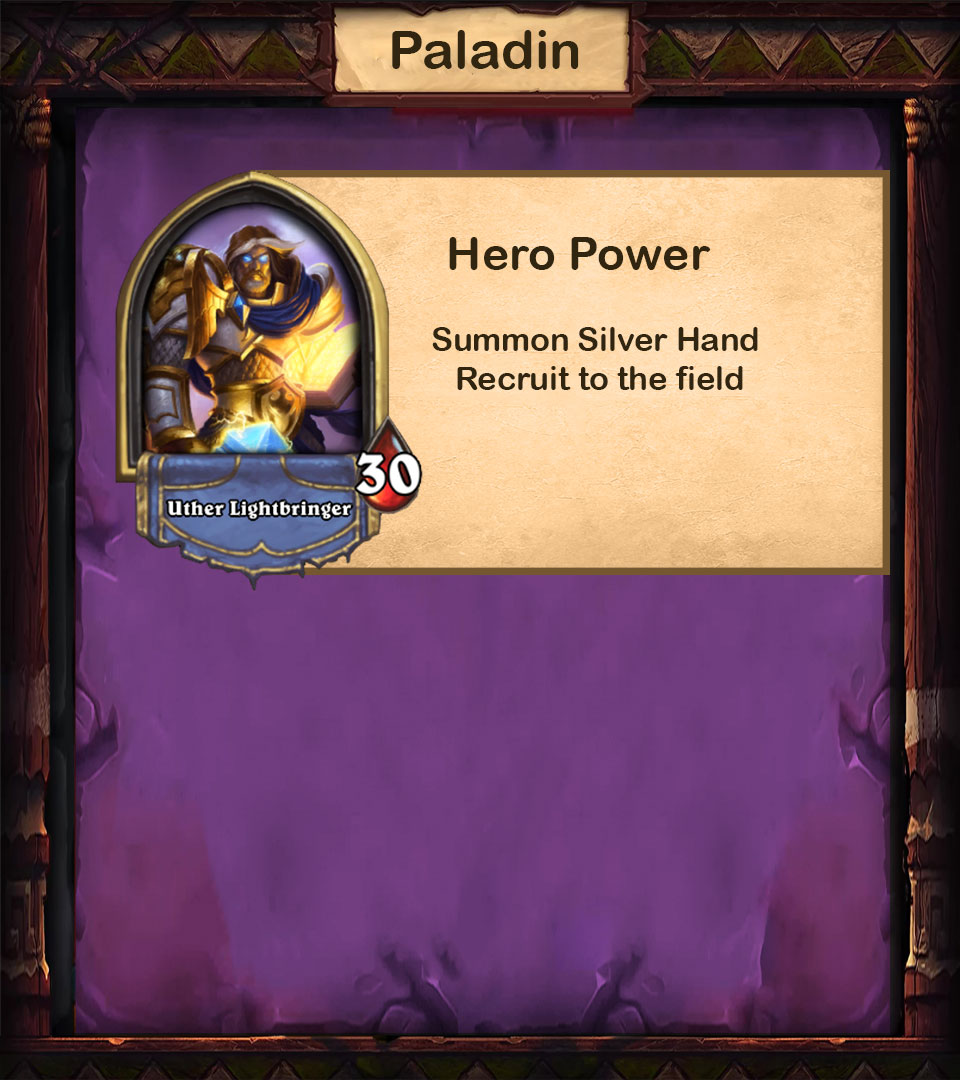 Paladin
Hero Power
Summon Silver Hand
Recruit to the field
30
Uther Lightbringer